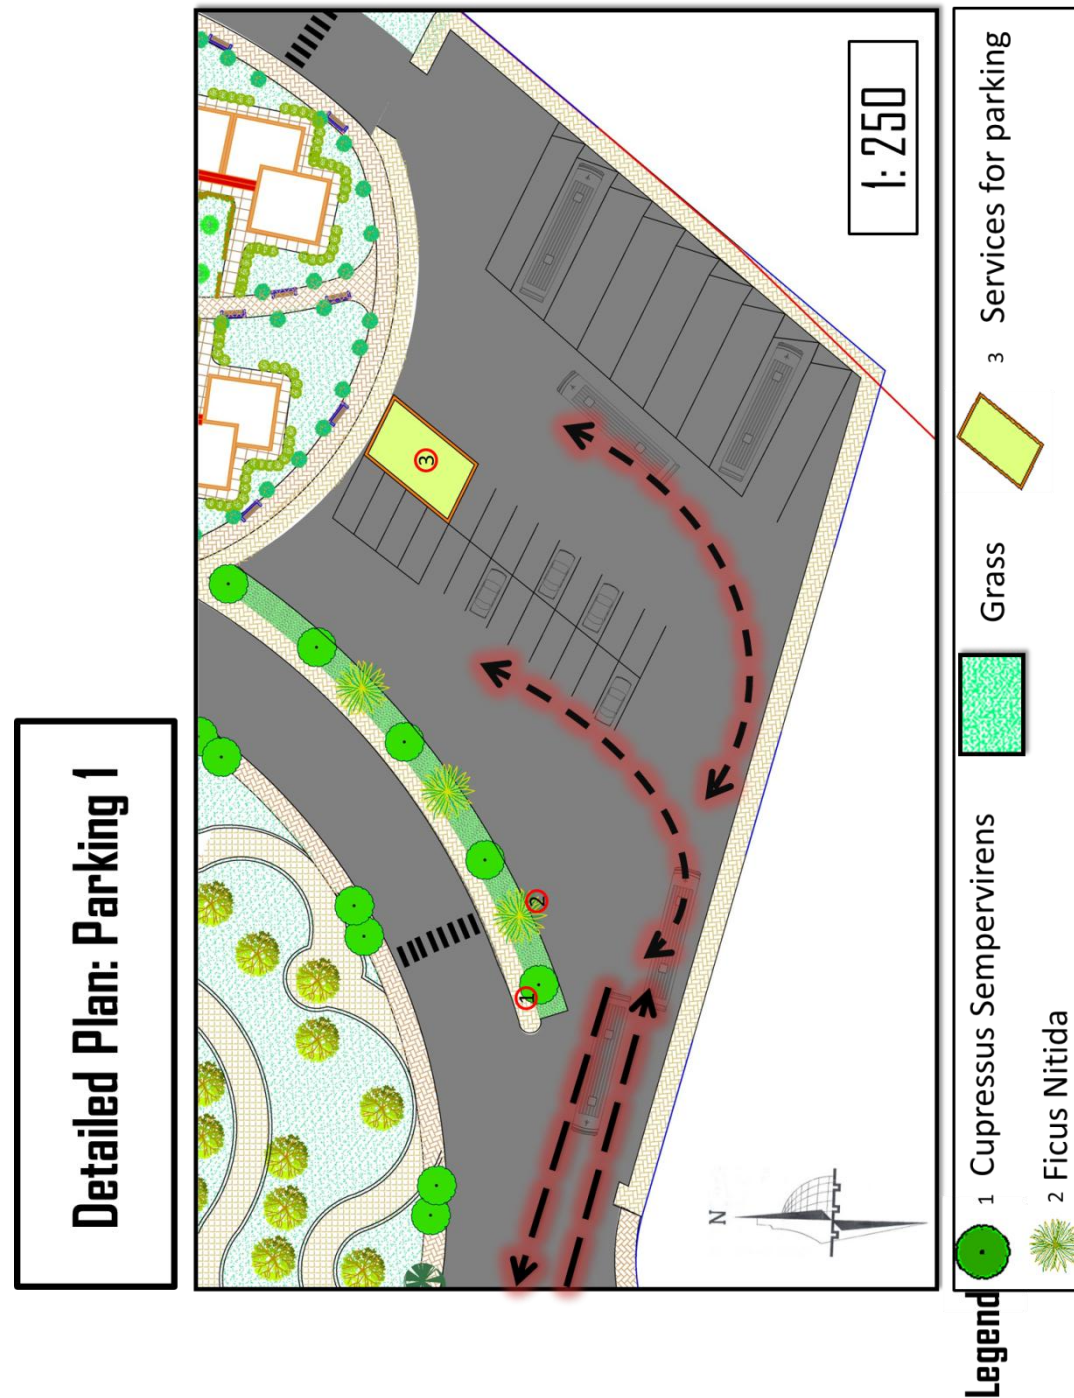 Detailed Plan: Parking 1
1: 250
3
2
1
N
Legend
1 Cupressus Sempervirens
2 Ficus Nitida
Grass
3 Services for parking